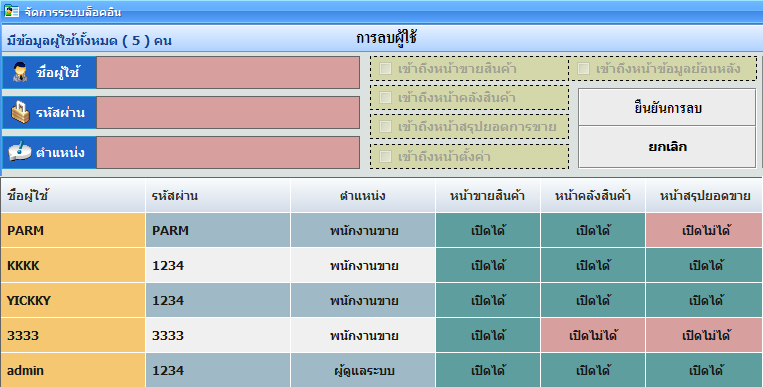 จัดการระบบล็อคอิน
มีข้อมูลผู้ใช้ทั้งหมด ( 5 ) คน การลบผู้ใช้
ชื่อผู้ใช้ เข้าถึงหน้าขายสินค้า เข้าถึงหน้าข้อมูลย้อนหลัง
เข้าถึงหน้าคลังสินค้า
รหัสผ่าน ยืนยันการลบ
เข้าถึงหน้าสรุปยอดการขาย
ตำแหน่ง เข้าถึงหน้าตั้งค่า ยกเลิก
ชื่อผู้ใช้ รหัสผ่าน ตำแหน่ง หน้าขายสินค้า หน้าคลังสินค้า หน้าสรุปยอดขาย
PARM PARM พนักงานขาย เปิดได้ เปิดได้ เปิดไม่ได้
KKKK 1234 พนักงานขาย เปิดได้ เปิดได้ เปิดได้
YICKKY 1234 พนักงานขาย เปิดได้ เปิดได้ เปิดได้
3333 3333 พนักงานขาย เปิดได้ เปิดไม่ได้ เปิดไม่ได้
admin 1234 ผู้ดูแลระบบ เปิดได้ เปิดได้ เปิดได้